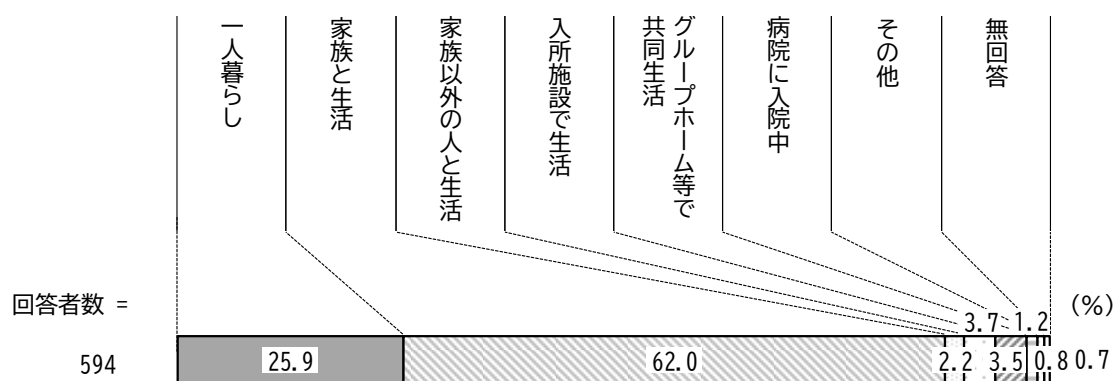 一人暮らし
家族と生活
家族以外の人と生活
入所施設で生活
グループホーム等で
共同生活
病院に入院中
その他
無回答
回答者数 =
(%)
3.7 1.2
594
25.9 62.0 2.2 3.5 0.8 0.7